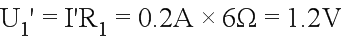 U₁' = I'R₁ = 0.2A × 6Ω = 1.2V